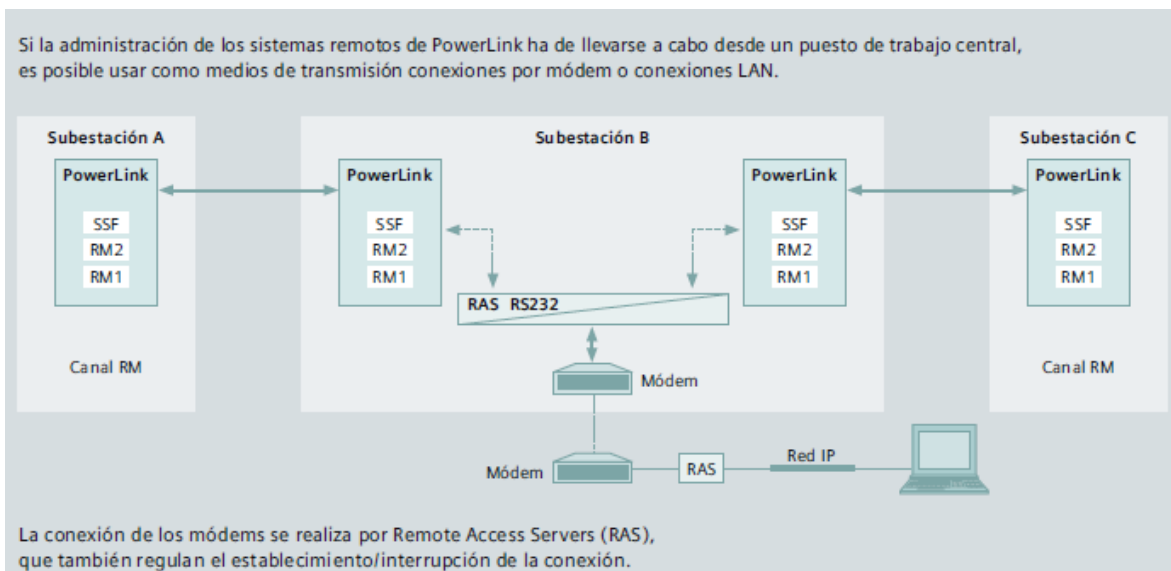 Si la administración de los sistemas remotos de PowerLink ha de llevarse a cabo desde un puesto de trabajo central,
es posible usar como medios de transmisión conexiones por módem o conexiones LAN.
Subestación A
PowerLink
SSF
RM2
RM1
Canal RM
Subestación B
PowerLink
SSF
RM2
RM1
PowerLink
SSF
RM2
RM1
RAS RS232
Módem
Subestación C
PowerLink
SSF
RM2
RM1
Canal RM
Módem
RAS
Red IP
La conexión de los módems se realiza por Remote Access Servers (RAS),
que también regulan el establecimiento/interrupción de la conexión.